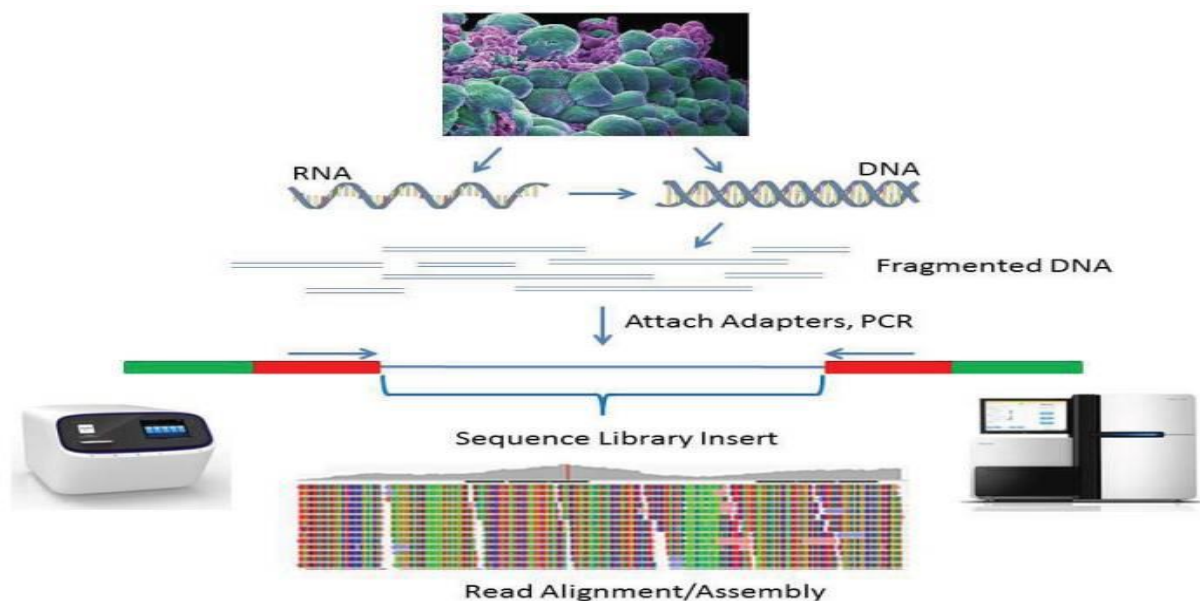 RNA
DNA
Fragmented DNA
Attach Adapters, PCR
Sequence Library Insert
Read Alignment/Assembly